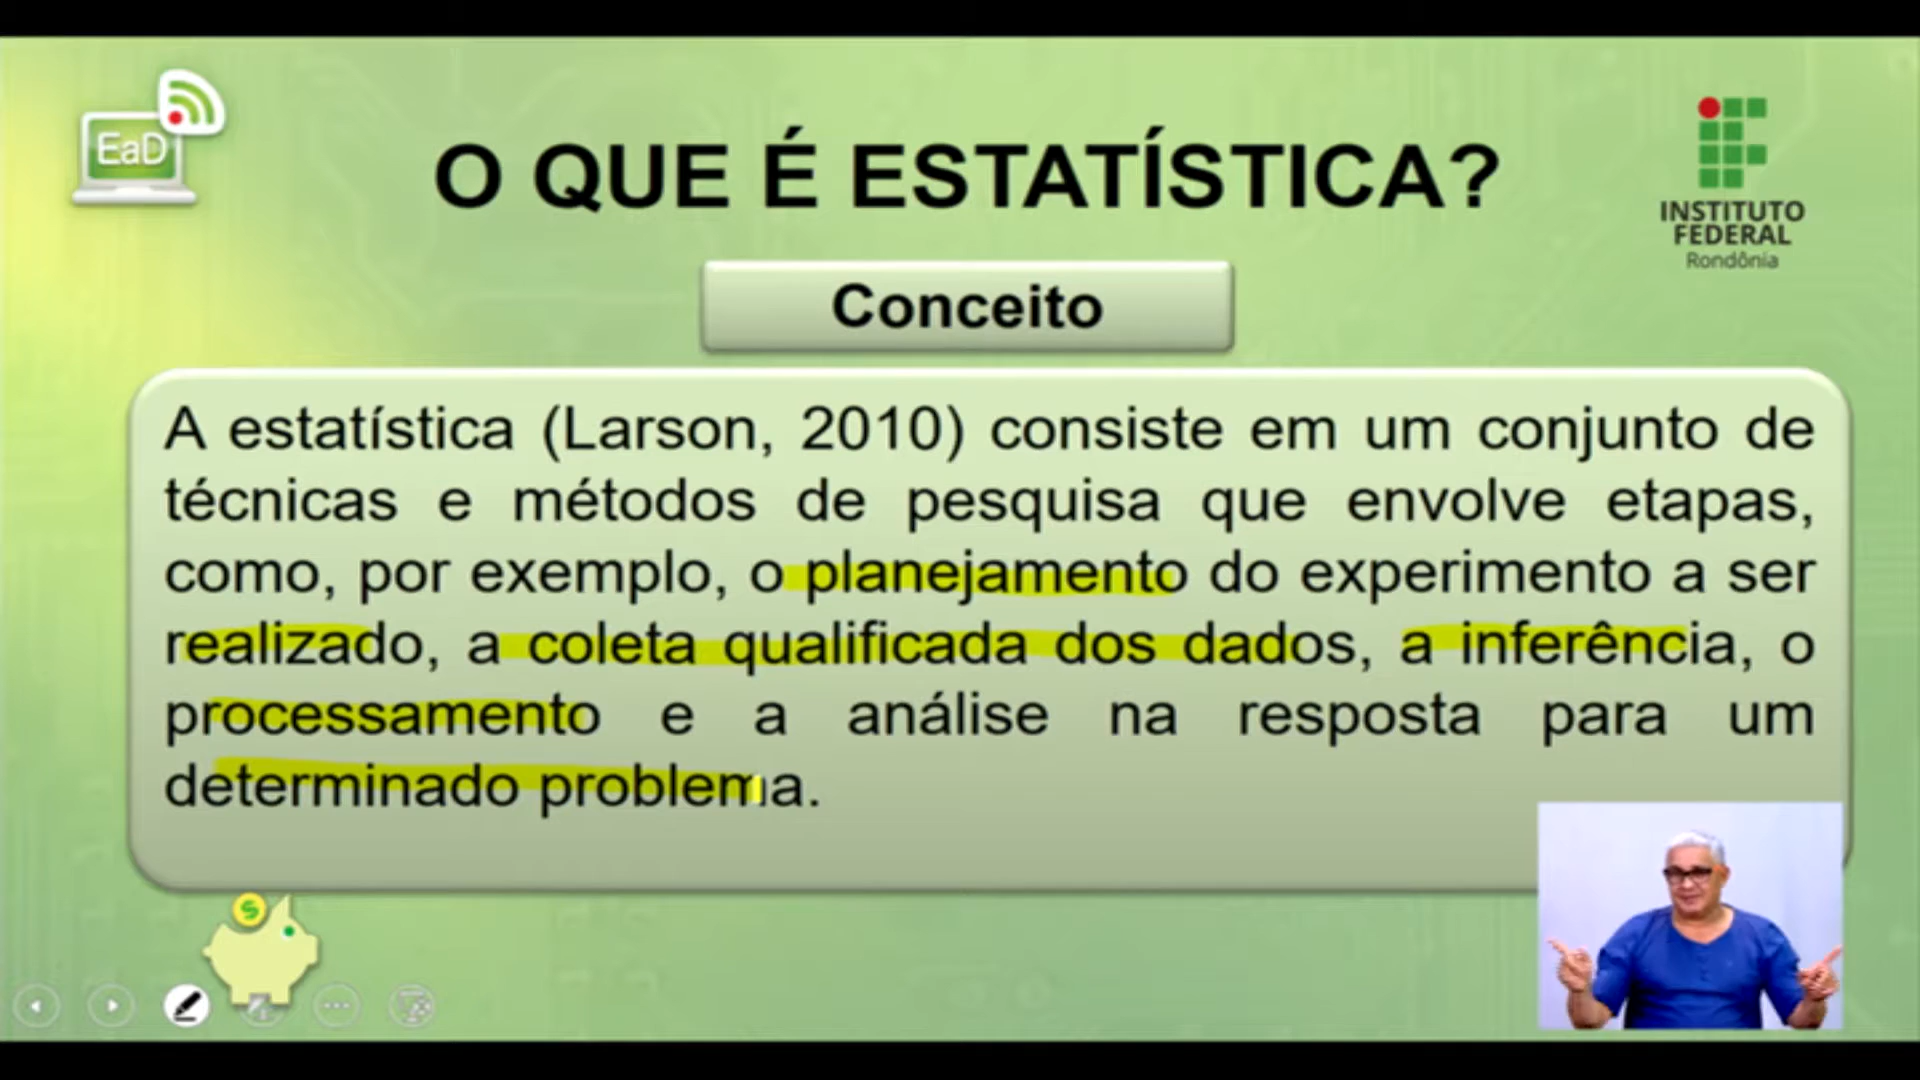 EaD
O QUE É ESTATÍSTICA?
INSTITUTO
FEDERAL
Rondônia
Conceito
A estatística (Larson, 2010) consiste em um conjunto de
técnicas e métodos de pesquisa que envolve etapas,
como, por exemplo, o planejamento do experimento a ser
realizado, a coleta qualificada dos dados, a inferência, o
processamento e a análise na resposta para um
determinado problema.
$